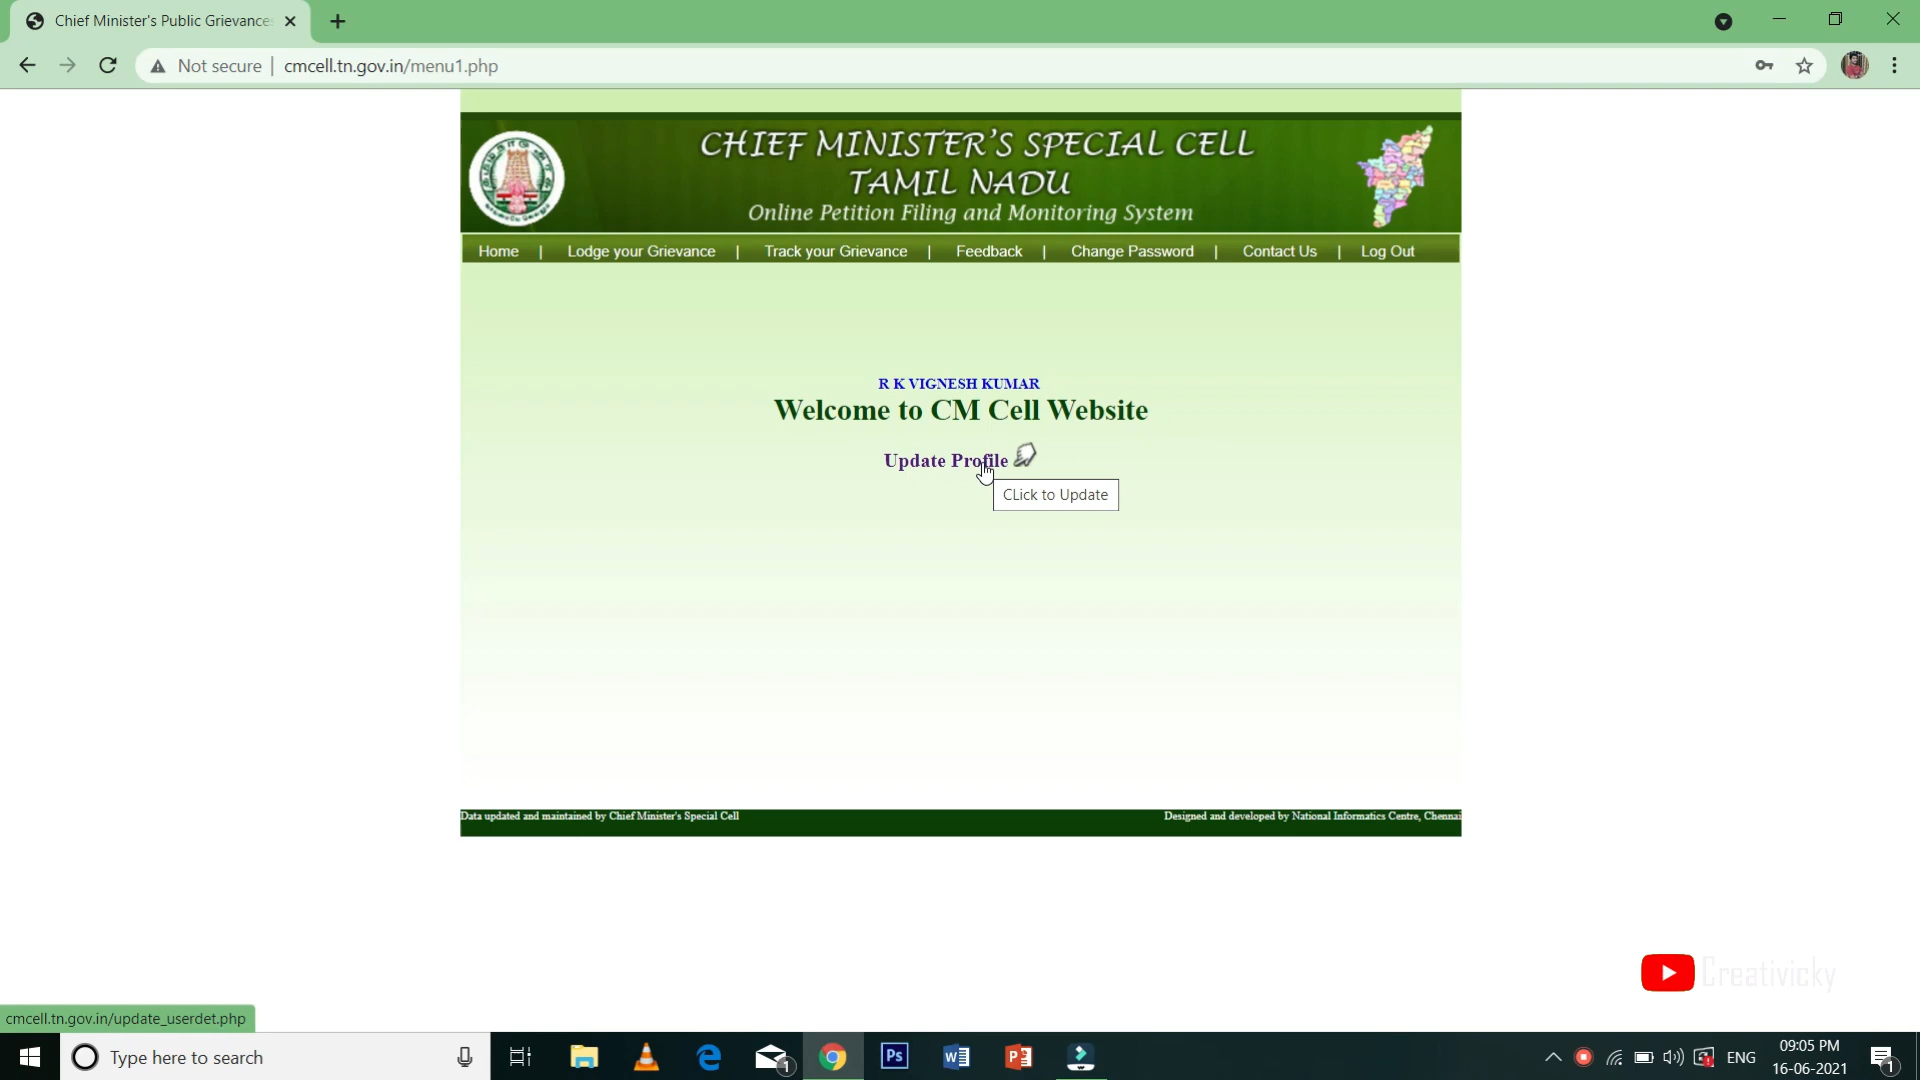 Chief Minister's Public Grievances
Not secure | cmcell.tn.gov.in/menu1.php
CHIEF MINISTER'S SPECIAL CELL
TAMIL NADU
Online Petition Filing and Monitoring System
Home | Lodge your Grievance | Track your Grievance | Feedback | Change Password | Contact Us | Log Out
R K VIGNESH KUMAR
Welcome to CM Cell Website
Update Profile
CLick to Update
Data updated and maintained by Chief Minister's Special Cell
Designed and developed by National Informatics Centre, Chennai
Creativicky
cmcell.tn.gov.in/update_userdet.php
Type here to search
1
Ps
W
P
ENG
09:05 PM
16-06-2021
1